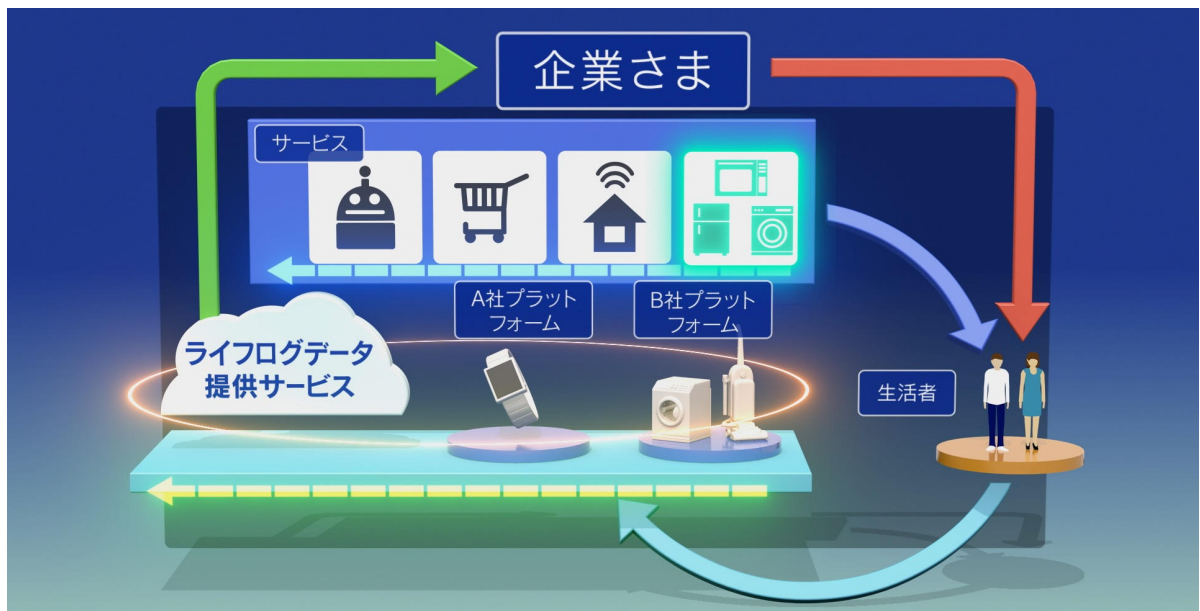 企業さま
サービス
A社プラット
フォーム
B社プラット
フォーム
ライフログデータ
提供サービス
生活者